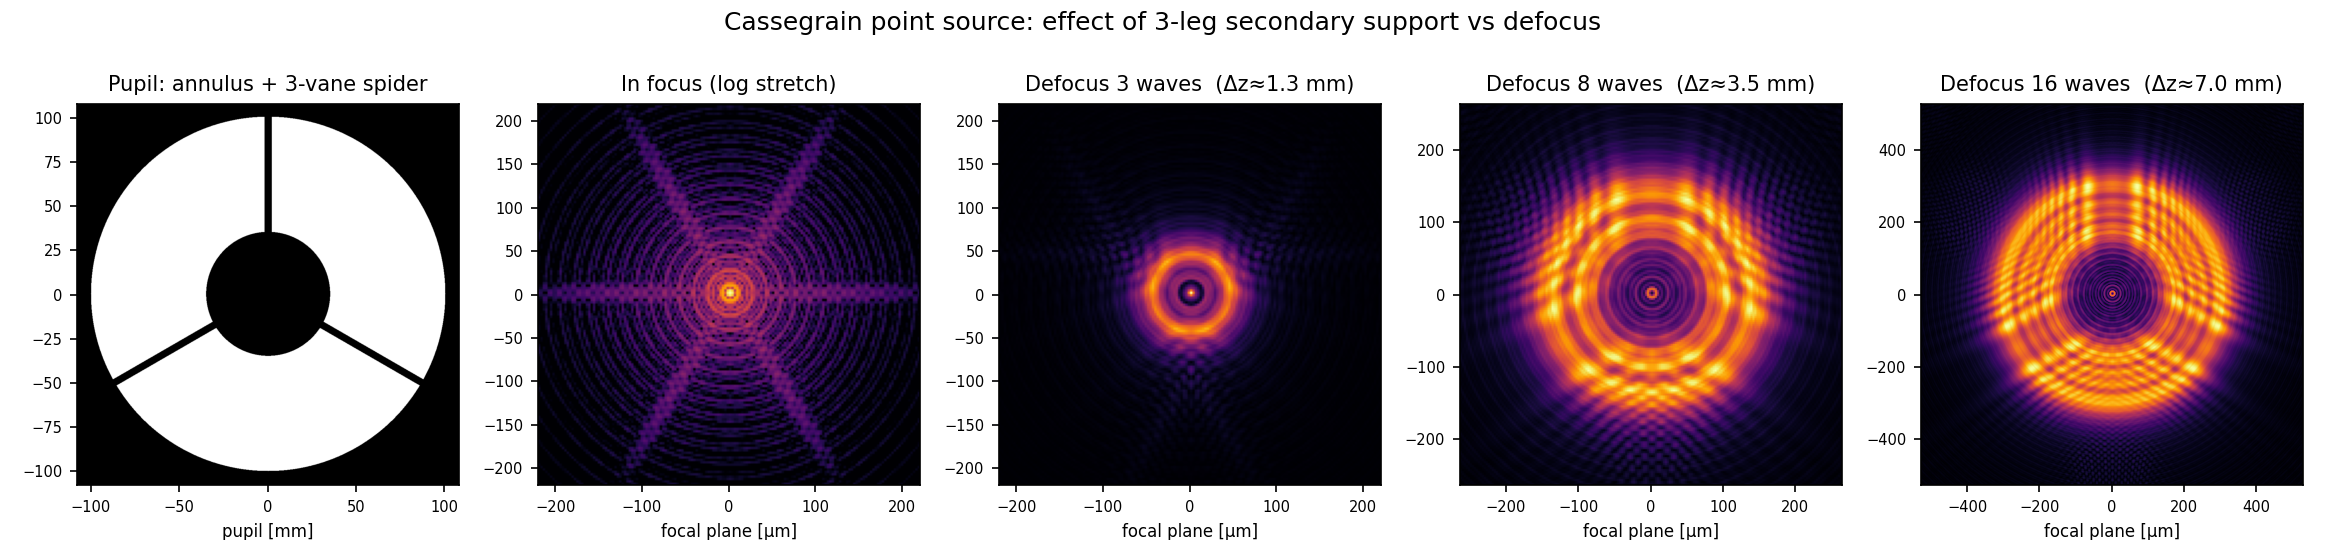 Cassegrain point source: effect of 3-leg secondary support vs defocus
Pupil: annulus + 3-vane spider
100
75
50
25
0
−25
−50
−75
−100
−100 −50 0 50 100
pupil [mm]
In focus (log stretch)
200
150
100
50
0
−50
−100
−150
−200
−200 −100 0 100 200
focal plane [µm]
Defocus 3 waves (Δz≈1.3 mm)
200
150
100
50
0
−50
−100
−150
−200
−200 −100 0 100 200
focal plane [µm]
Defocus 8 waves (Δz≈3.5 mm)
200
100
0
−100
−200
−200 −100 0 100 200
focal plane [µm]
Defocus 16 waves (Δz≈7.0 mm)
400
200
0
−200
−400
−400 −200 0 200 400
focal plane [µm]